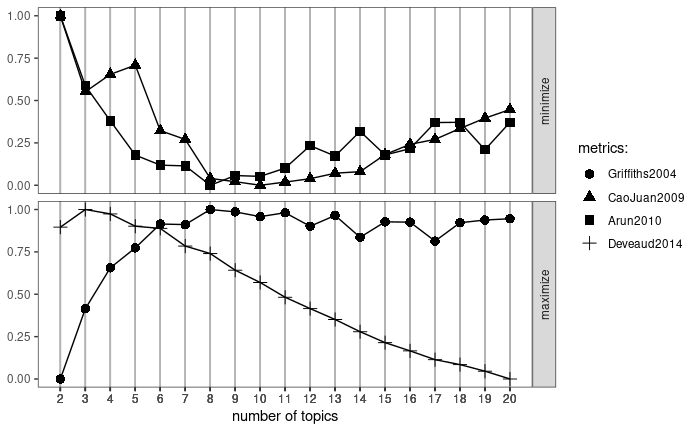 1.00
0.75
0.50
0.25
0.00
minimize
1.00
0.75
0.50
0.25
0.00
maximize
2 3 4 5 6 7 8 9 10 11 12 13 14 15 16 17 18 19 20
number of topics
metrics:
Griffiths2004
CaoJuan2009
Arun2010
Deveaud2014